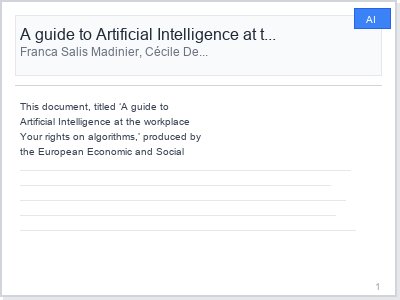 AI
A guide to Artificial Intelligence at t...
Franca Salis Madinier, Cécile De...
This document, titled 'A guide to
Artificial Intelligence at the workplace
Your rights on algorithms,' produced by
the European Economic and Social
1